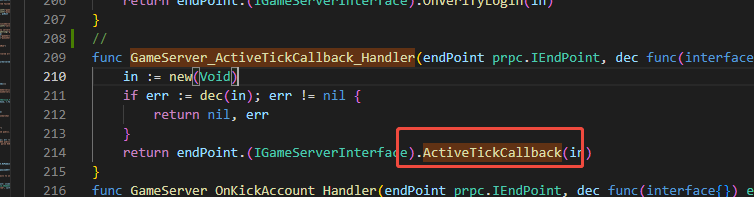 206 return endPoint.(IGameServerInterface).OnVerifyLogin(in)
207 }
208 //
209 func GameServer_ActiveTickCallback_Handler(endPoint prpc.IEndPoint, dec func(interface
210 in := new(Void)
211 if err := dec(in); err != nil {
212 return nil, err
213 }
214 return endPoint.(IGameServerInterface).ActiveTickCallback(in)
215 }
216 func GameServer_OnKickAccount_Handler(endPoint prpc.IEndPoint, dec func(interface{}) e